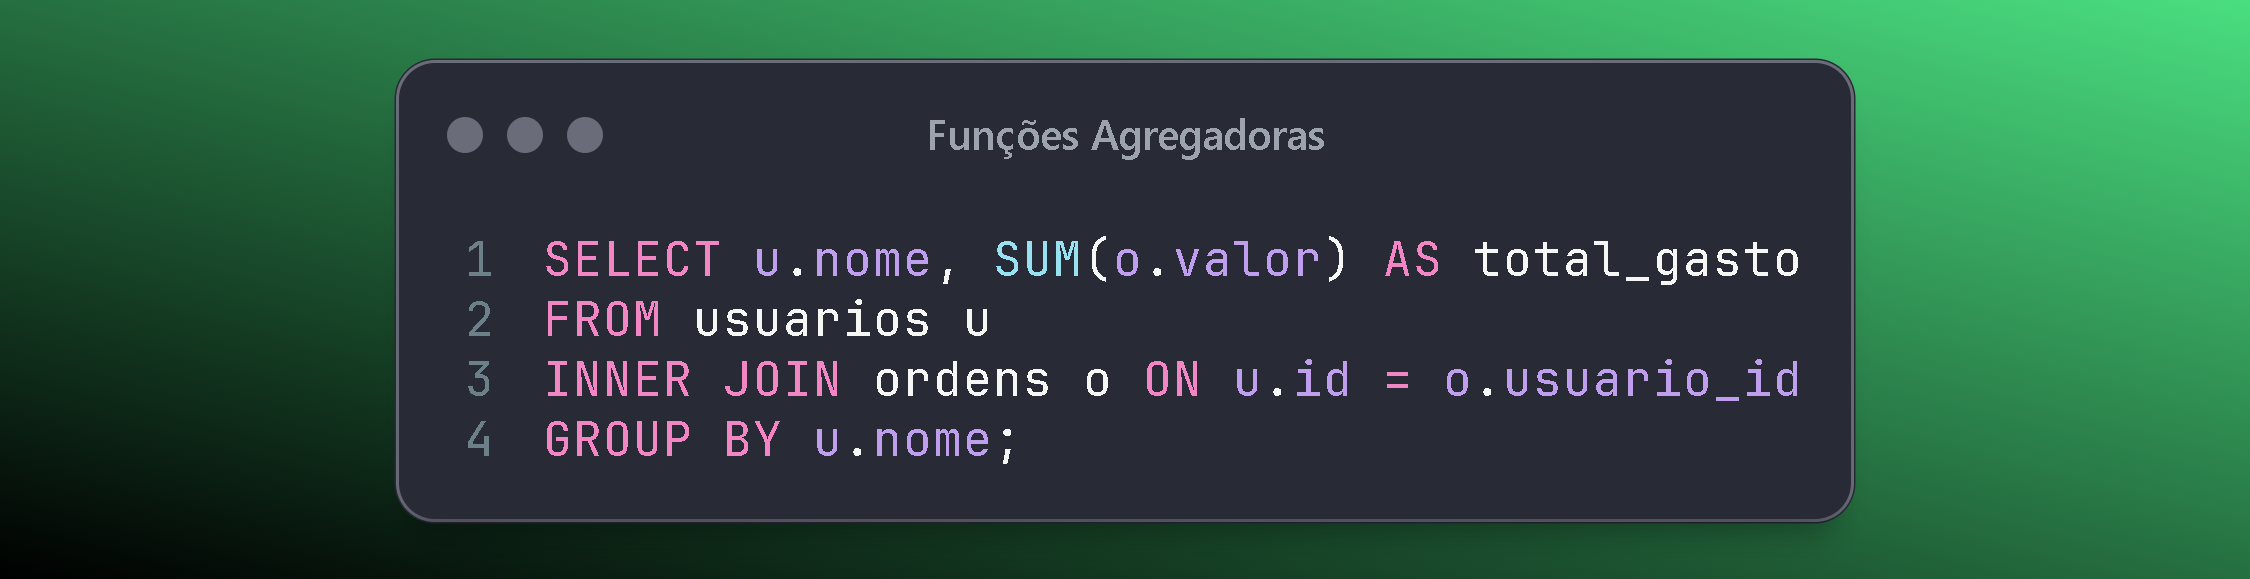 Funções Agregadoras
1 SELECT u.nome, SUM(o.valor) AS total_gasto
2 FROM usuarios u
3 INNER JOIN ordens o ON u.id = o.usuario_id
4 GROUP BY u.nome;